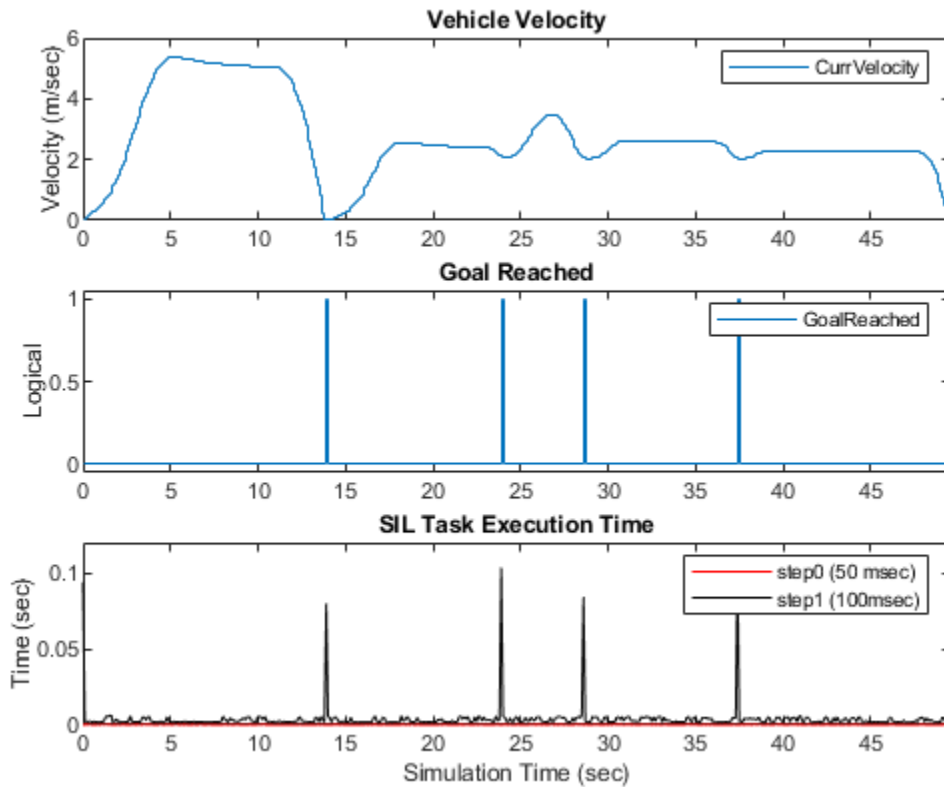 Vehicle Velocity
6
4
2
0
Velocity (m/sec)
CurrVelocity
0 5 10 15 20 25 30 35 40 45
Goal Reached
1
0.5
0
Logical
GoalReached
0 5 10 15 20 25 30 35 40 45
SIL Task Execution Time
0.1
0.05
0
Time (sec)
step0 (50 msec)
step1 (100msec)
0 5 10 15 20 25 30 35 40 45
Simulation Time (sec)